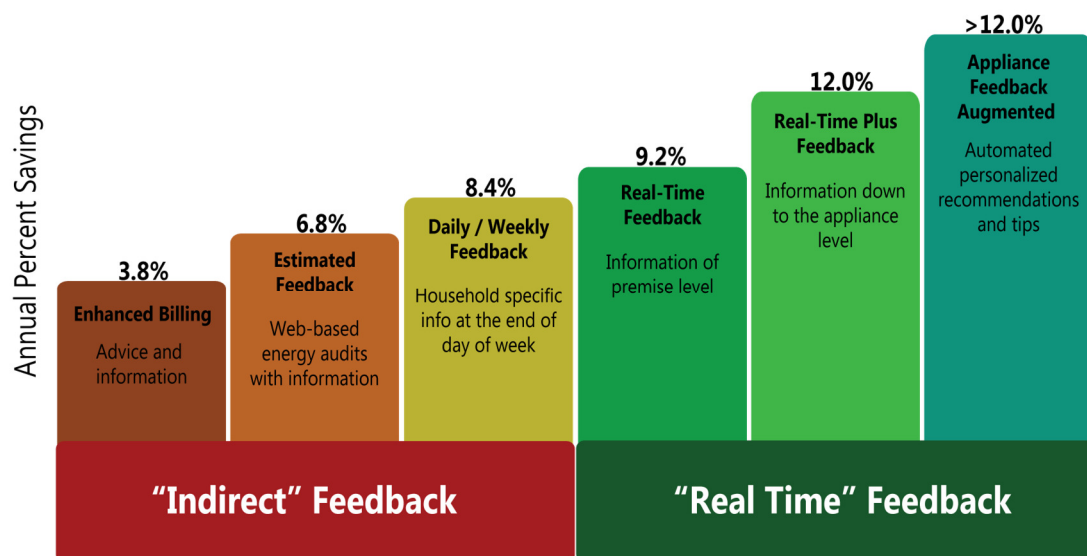 Annual Percent Savings
3.8%
Enhanced Billing
Advice and
information
6.8%
Estimated
Feedback
Web-based
energy audits
with information
8.4%
Daily / Weekly
Feedback
Household specific
info at the end of
day of week
9.2%
Real-Time
Feedback
Information of
premise level
12.0%
Real-Time Plus
Feedback
Information down
to the appliance
level
>12.0%
Appliance
Feedback
Augmented
Automated
personalized
recommendations
and tips
“Indirect” Feedback
“Real Time” Feedback